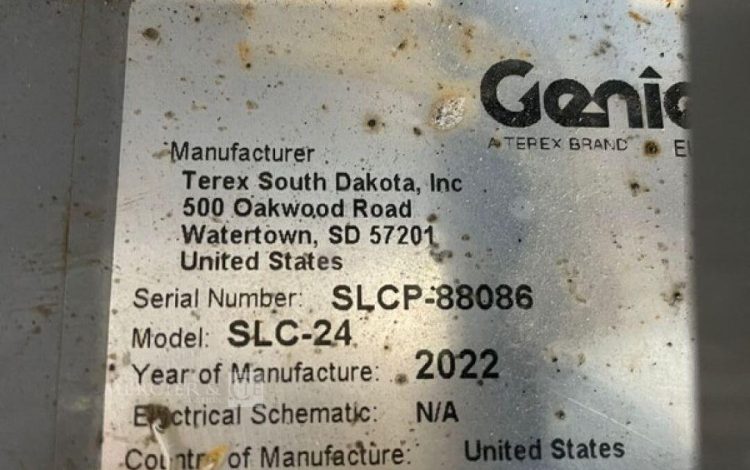 Genie
A TEREX BRAND
Manufacturer
Terex South Dakota, Inc
500 Oakwood Road
Watertown, SD 57201
United States
Serial Number: SLCP-88086
Model: SLC-24
Year of Manufacture: 2022
Electrical Schematic: N/A
Country of Manufacture: United States